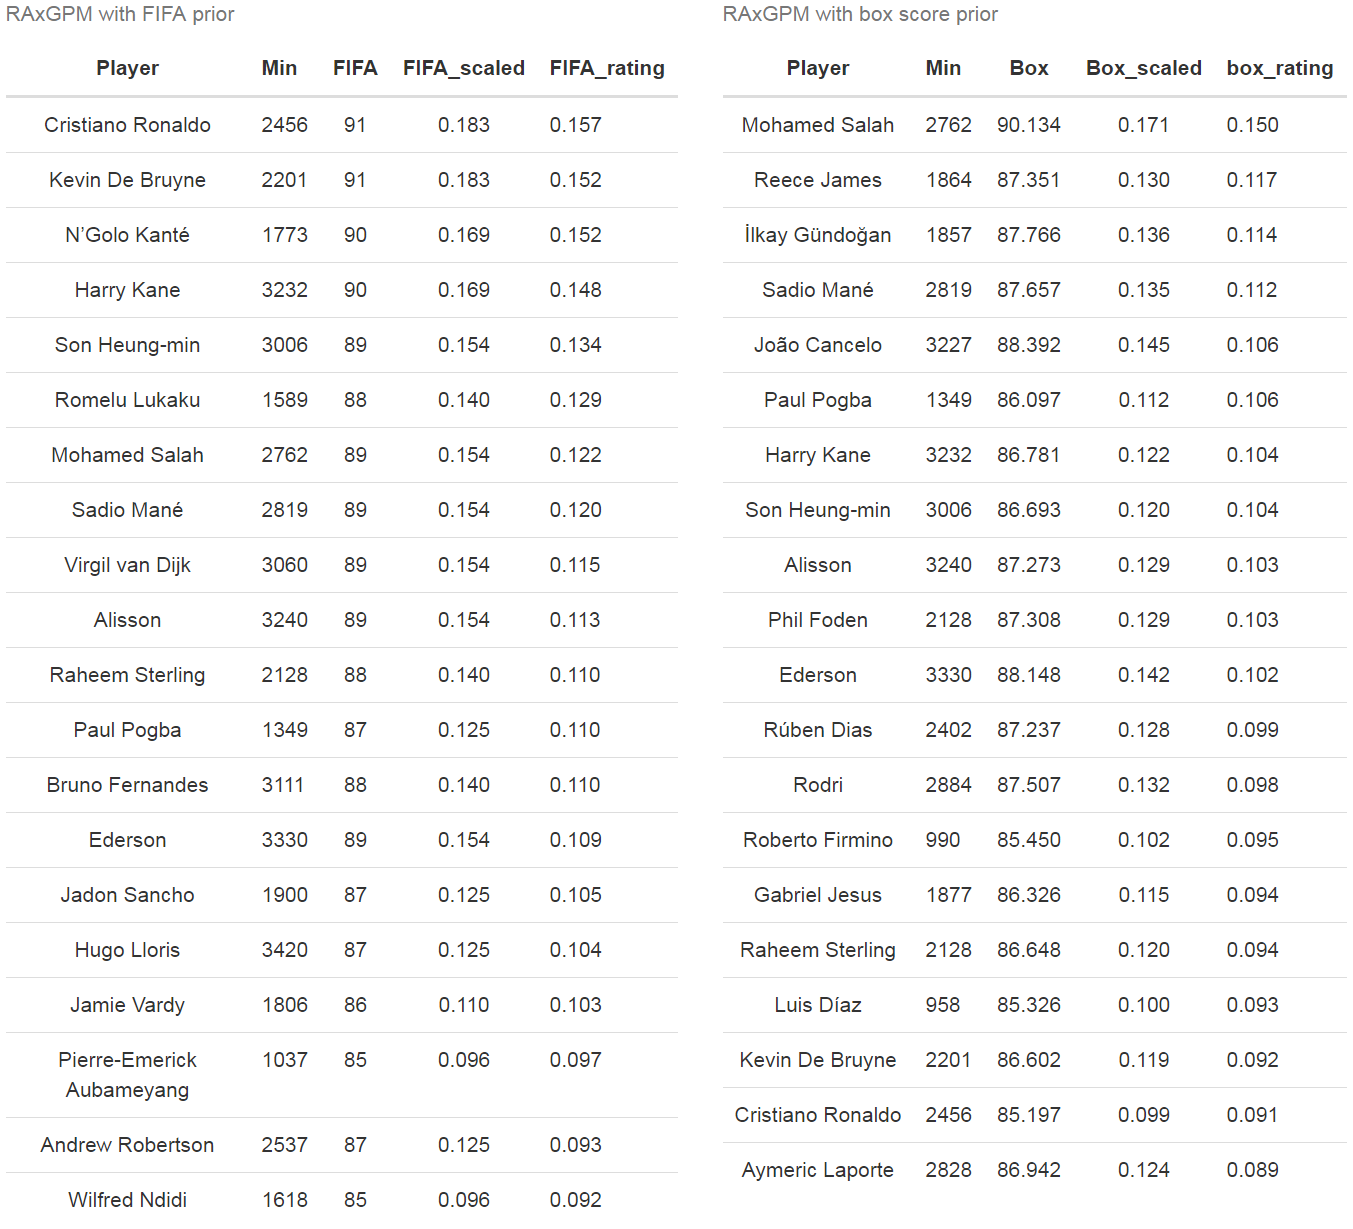 RAxGPM with FIFA prior
Player Min FIFA FIFA_scaled FIFA_rating
Cristiano Ronaldo 2456 91 0.183 0.157
Kevin De Bruyne 2201 91 0.183 0.152
N’Golo Kanté 1773 90 0.169 0.152
Harry Kane 3232 90 0.169 0.148
Son Heung-min 3006 89 0.154 0.134
Romelu Lukaku 1589 88 0.140 0.129
Mohamed Salah 2762 89 0.154 0.122
Sadio Mané 2819 89 0.154 0.120
Virgil van Dijk 3060 89 0.154 0.115
Alisson 3240 89 0.154 0.113
Raheem Sterling 2128 88 0.140 0.110
Paul Pogba 1349 87 0.125 0.110
Bruno Fernandes 3111 88 0.140 0.110
Ederson 3330 89 0.154 0.109
Jadon Sancho 1900 87 0.125 0.105
Hugo Lloris 3420 87 0.125 0.104
Jamie Vardy 1806 86 0.110 0.103
Pierre-Emerick 1037 85 0.096 0.097
Aubameyang
Andrew Robertson 2537 87 0.125 0.093
Wilfred Ndidi 1618 85 0.096 0.092
RAxGPM with box score prior
Player Min Box Box_scaled box_rating
Mohamed Salah 2762 90.134 0.171 0.150
Reece James 1864 87.351 0.130 0.117
İlkay Gündoğan 1857 87.766 0.136 0.114
Sadio Mané 2819 87.657 0.135 0.112
João Cancelo 3227 88.392 0.145 0.106
Paul Pogba 1349 86.097 0.112 0.106
Harry Kane 3232 86.781 0.122 0.104
Son Heung-min 3006 86.693 0.120 0.104
Alisson 3240 87.273 0.129 0.103
Phil Foden 2128 87.308 0.129 0.103
Ederson 3330 88.148 0.142 0.102
Rúben Dias 2402 87.237 0.128 0.099
Rodri 2884 87.507 0.132 0.098
Roberto Firmino 990 85.450 0.102 0.095
Gabriel Jesus 1877 86.326 0.115 0.094
Raheem Sterling 2128 86.648 0.120 0.094
Luis Díaz 958 85.326 0.100 0.093
Kevin De Bruyne 2201 86.602 0.119 0.092
Cristiano Ronaldo 2456 85.197 0.099 0.091
Aymeric Laporte 2828 86.942 0.124 0.089